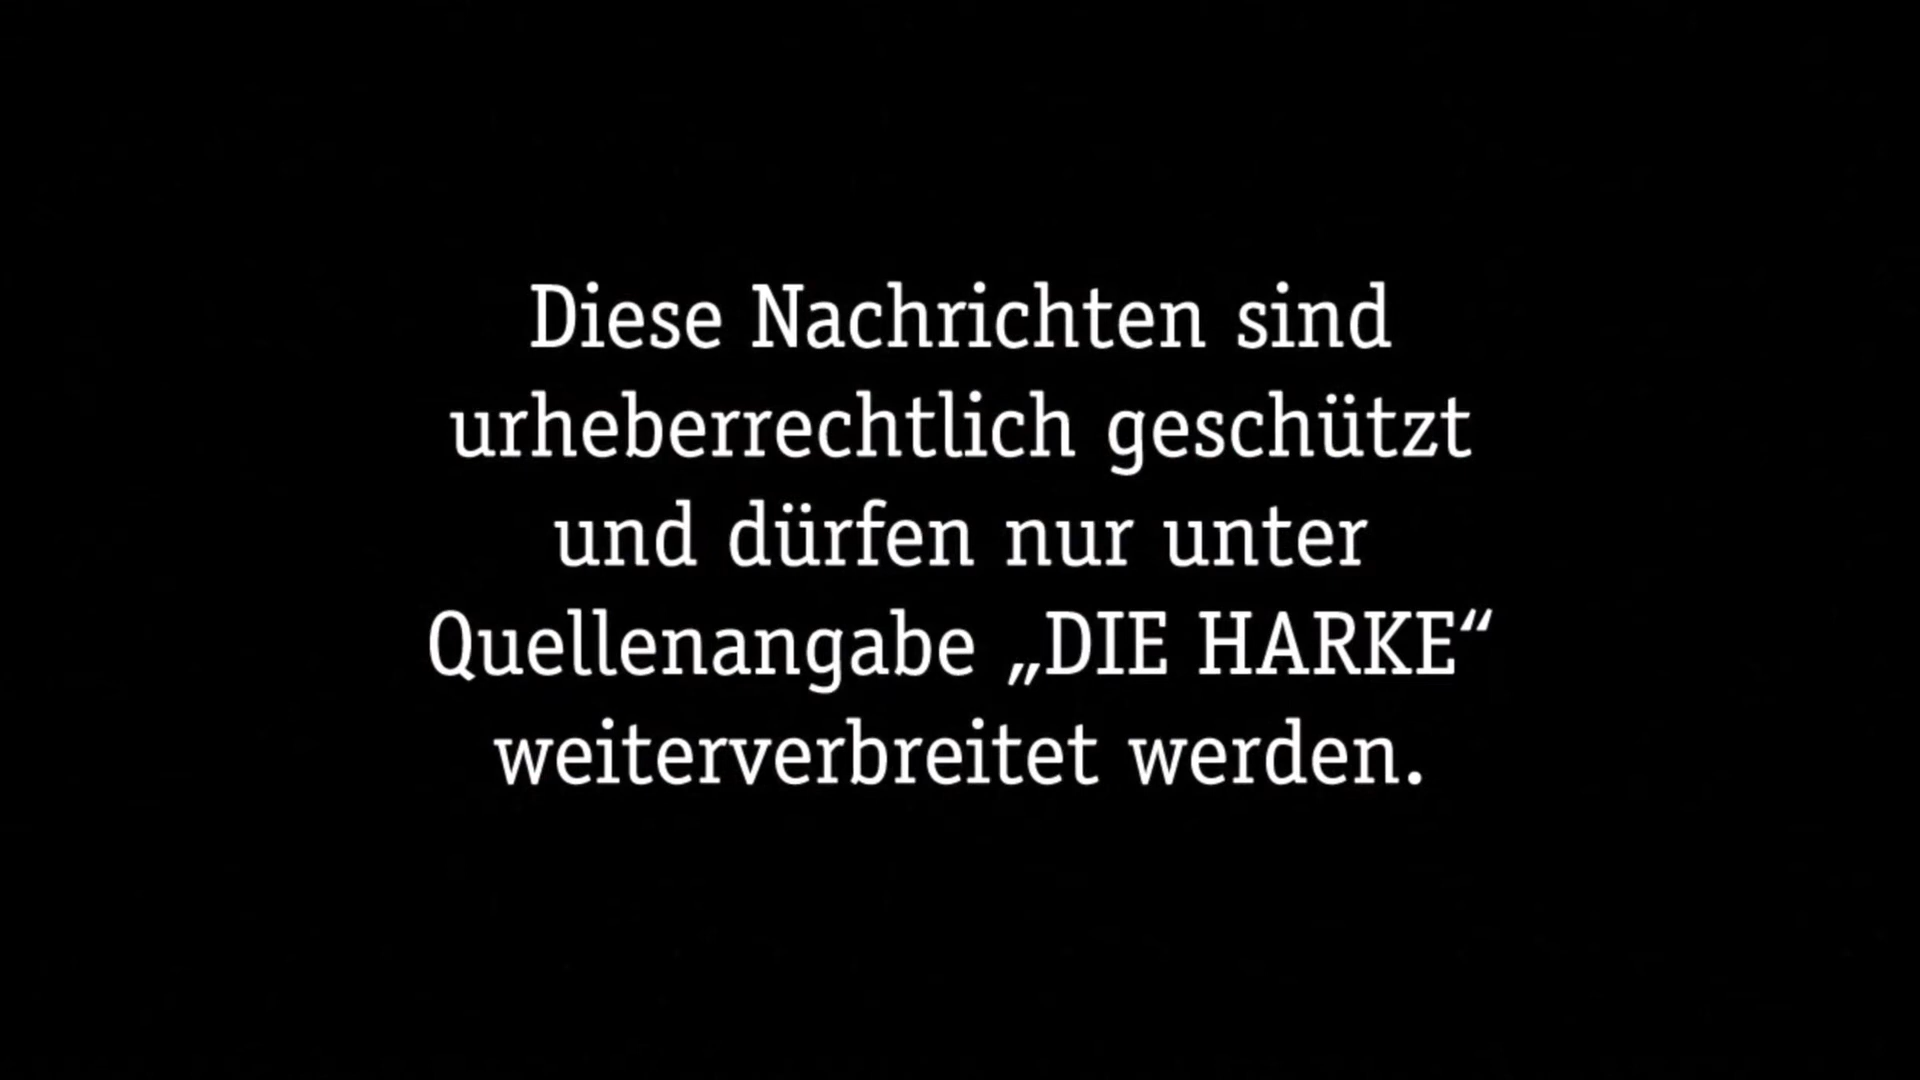 Diese Nachrichten sind
urheberrechtlich geschützt
und dürfen nur unter
Quellenangabe „DIE HARKE“
weiterverbreitet werden.